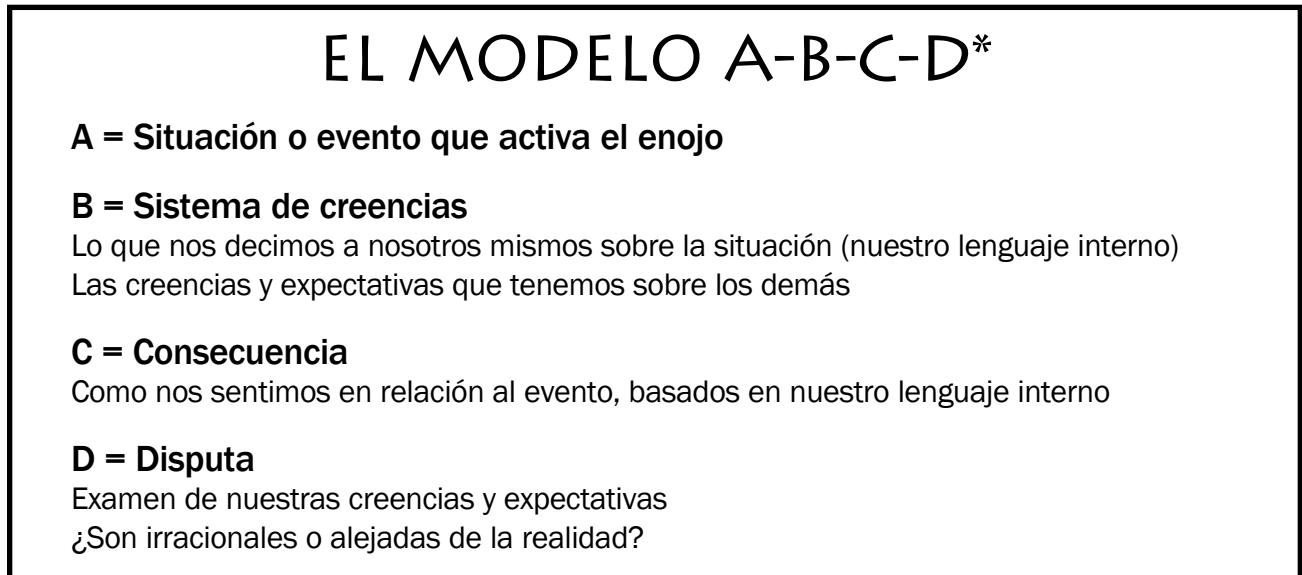 EL MODELO A-B-C-D*
A = Situación o evento que activa el enojo
B = Sistema de creencias
Lo que nos decimos a nosotros mismos sobre la situación (nuestro lenguaje interno)
Las creencias y expectativas que tenemos sobre los demás
C = Consecuencia
Como nos sentimos en relación al evento, basados en nuestro lenguaje interno
D = Disputa
Examen de nuestras creencias y expectativas
¿Son irracionales o alejadas de la realidad?